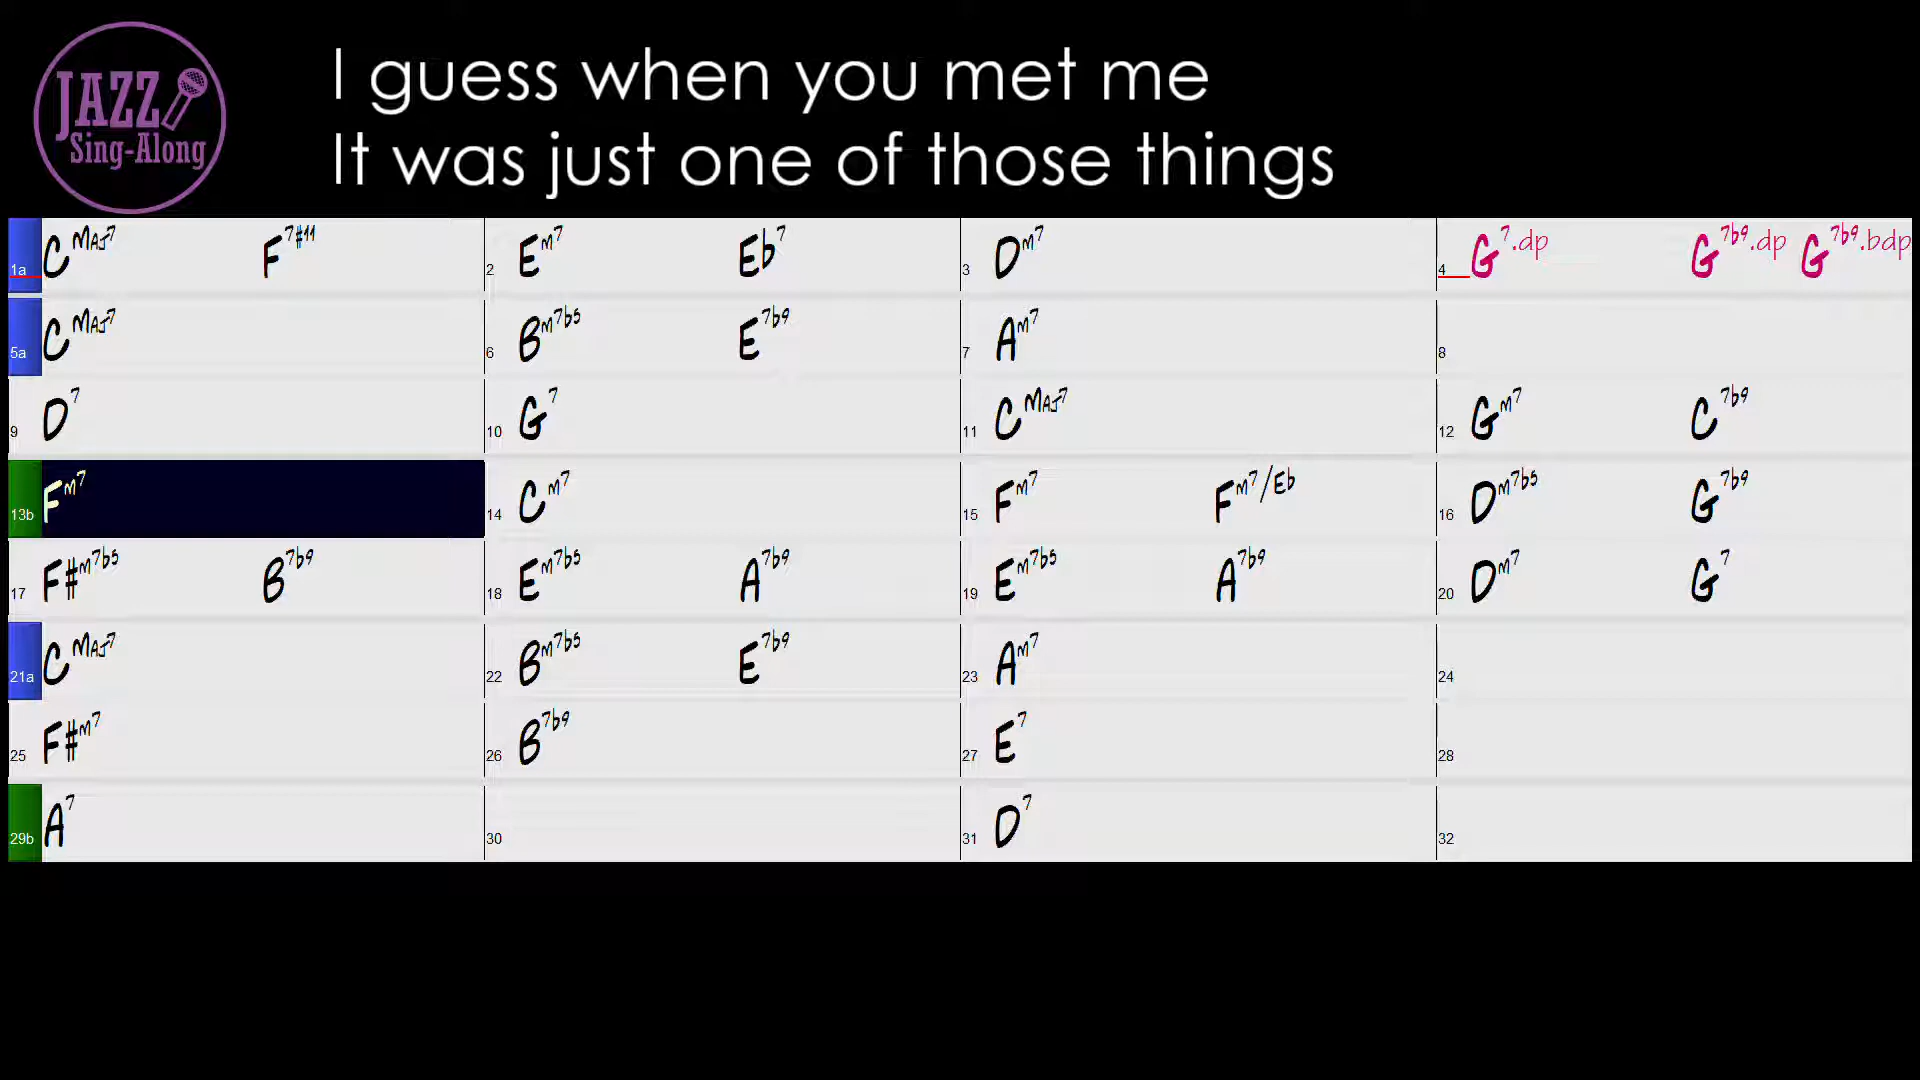 JAZZ
Sing-Along
I guess when you met me
It was just one of those things
1a CMAJ7 F7#11 2 Em7 Eb7 3 Dm7 4 G7.dp G7b9.dp G7b9.bdp
5a CMAJ7 6 Bm7b5 E7b9 7 Am7 8
9 D7 10 G7 11 CMAJ7 12 Gm7 C7b9
13b Fm7 14 Cm7 15 Fm7 Fm7/Eb 16 Dm7b5 G7b9
17 F#m7b5 B7b9 18 Em7b5 A7b9 19 Em7b5 A7b9 20 Dm7 G7
21a CMAJ7 22 Bm7b5 E7b9 23 Am7 24
25 F#m7 26 B7b9 27 E7 28
29b A7 30 31 D7 32